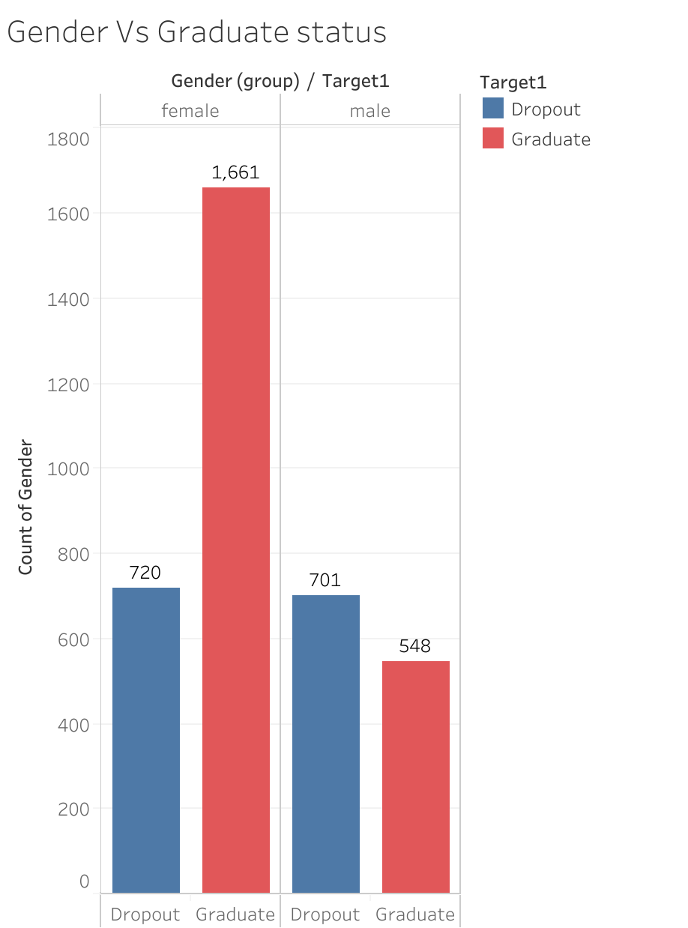 Gender Vs Graduate status
Gender (group) / Target1
female male
Target1
Dropout
Graduate
1800
1600
1400
1200
1000
800
600
400
200
0
Count of Gender
1,661
720
701
548
Dropout Graduate Dropout Graduate